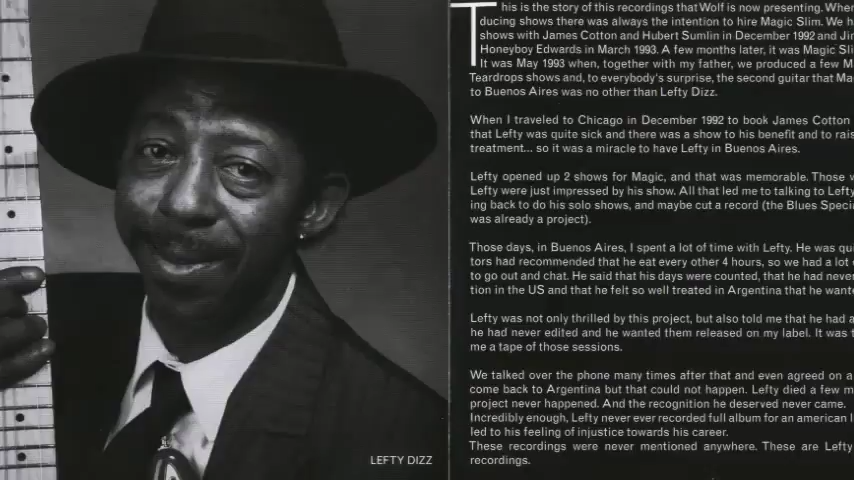 LEFTY DIZZ
This is the story of this recordings that Wolf is now presenting. When
ducing shows there was always the intention to hire Magic Slim. We h
shows with James Cotton and Hubert Sumlin in December 1992 and Ji
Honeyboy Edwards in March 1993. A few months later, it was Magic Sli
It was May 1993 when, together with my father, we produced a few M
Teardrops shows and, to everybody's surprise, the second guitar that Ma
to Buenos Aires was no other than Lefty Dizz.
When I traveled to Chicago in December 1992 to book James Cotton
that Lefty was quite sick and there was a show to his benefit and to rais
treatment... so it was a miracle to have Lefty in Buenos Aires.
Lefty opened up 2 shows for Magic, and that was memorable. Those v
Lefty were just impressed by his show. All that led me to talking to Lefty
ing back to do his solo shows, and maybe cut a record (the Blues Specia
was already a project).
Those days, in Buenos Aires, I spent a lot of time with Lefty. He was qui
tors had recommended that he eat every other 4 hours, so we had a lot
to go out and chat. He said that his days were counted, that he had never
tion in the US and that he felt so well treated in Argentina that he wante
Lefty was not only thrilled by this project, but also told me that he had a
he had never edited and he wanted them released on my label. It was t
me a tape of those sessions.
We talked over the phone many times after that and even agreed on a
come back to Argentina but that could not happen. Lefty died a few m
project never happened. And the recognition he deserved never came.
Incredibly enough, Lefty never ever recorded full album for an american l
led to his feeling of injustice towards his career.
These recordings were never mentioned anywhere. These are Lefty
recordings.